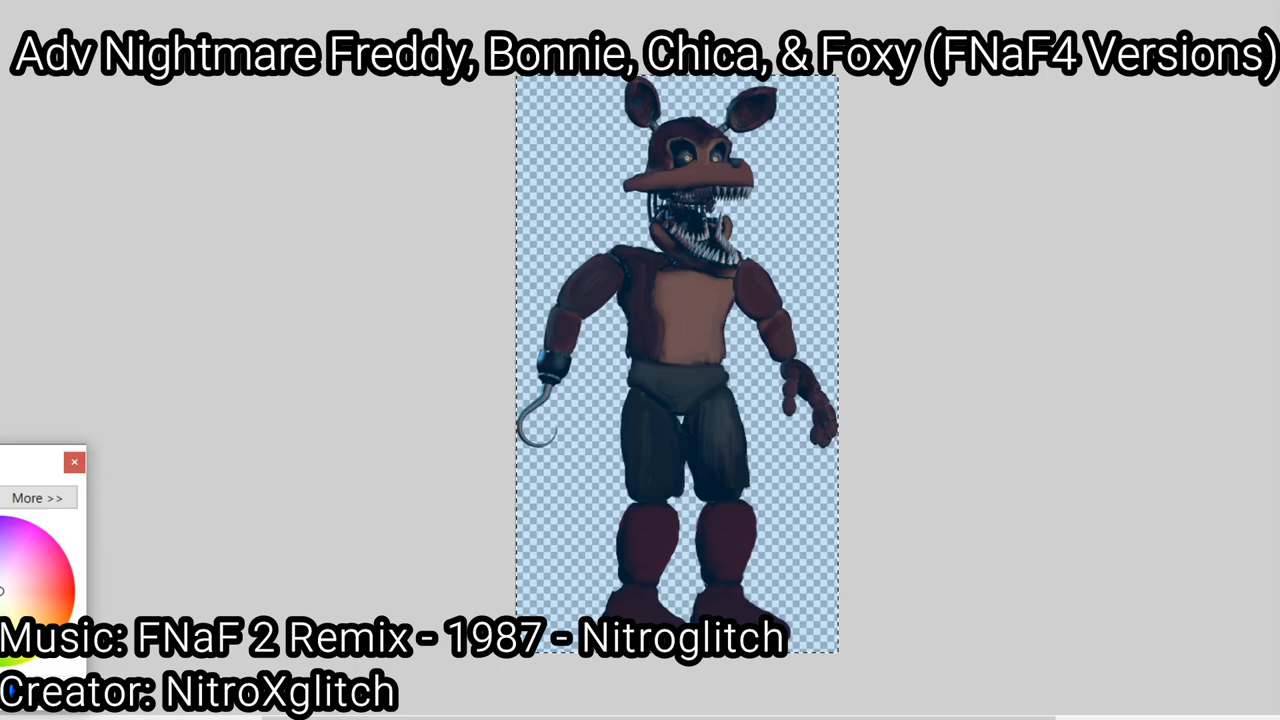 Adv Nightmare Freddy, Bonnie, Chica, & Foxy (FNaF4 Versions)
More >>
Music: FNaF 2 Remix - 1987 - Nitroglitch
Creator: NitroXglitch